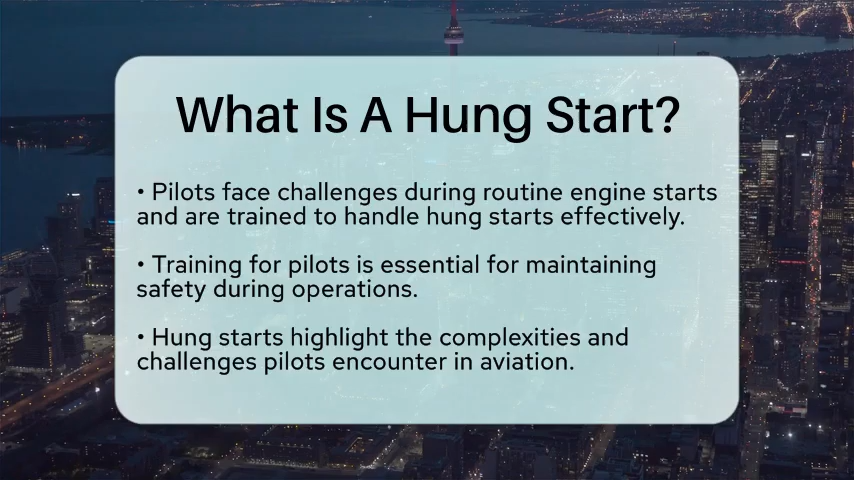 What Is A Hung Start?
• Pilots face challenges during routine engine starts
and are trained to handle hung starts effectively.
• Training for pilots is essential for maintaining
safety during operations.
• Hung starts highlight the complexities and
challenges pilots encounter in aviation.